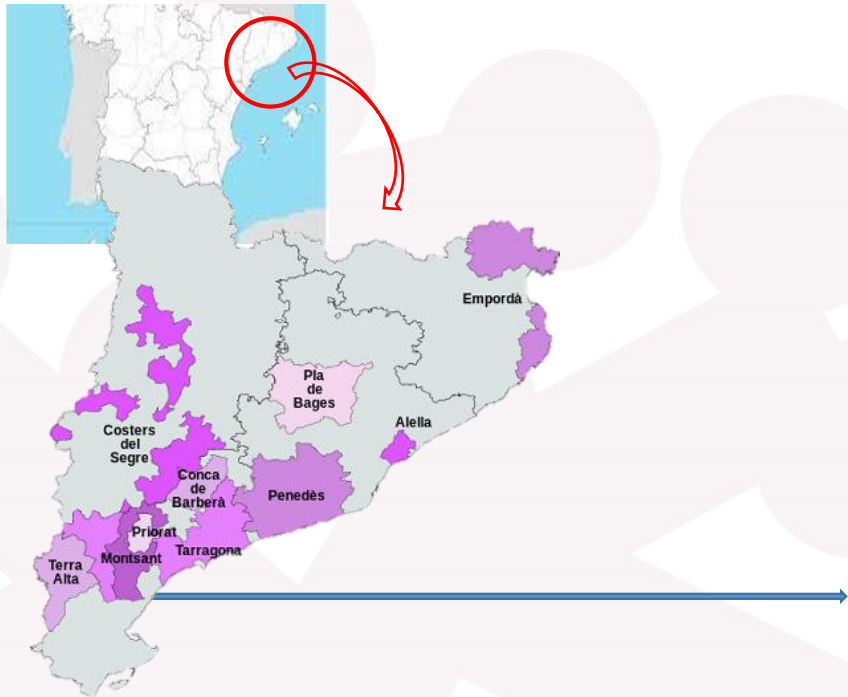 Empordà
Pla
de
Bages
Alella
Costers
del
Segre
Conca
de
Barberà
Penedès
Priorat
Tarragona
Montsant
Terra
Alta